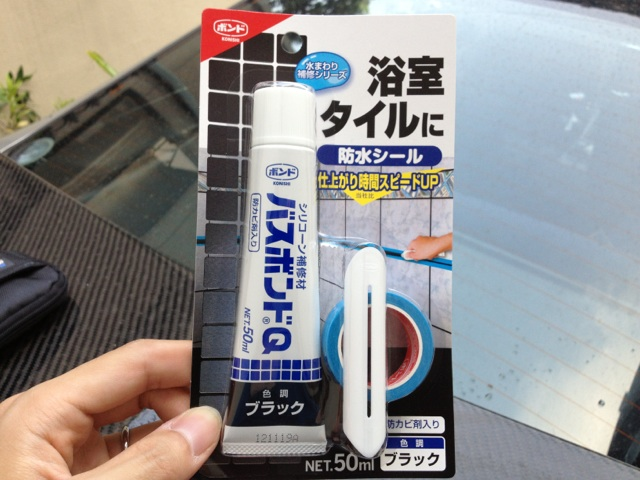 ボンド
KONISHI
水まわり
補修シリーズ
浴室
タイルに
防水シール
仕上がり時間スピードUP
当社比
ボンド
KONISHI
防カビ剤入り
シリコーン補修材
バスボンド®Q
NET.50ml
色調
ブラック
121119A
防カビ剤入り
色調
ブラック
NET.50ml